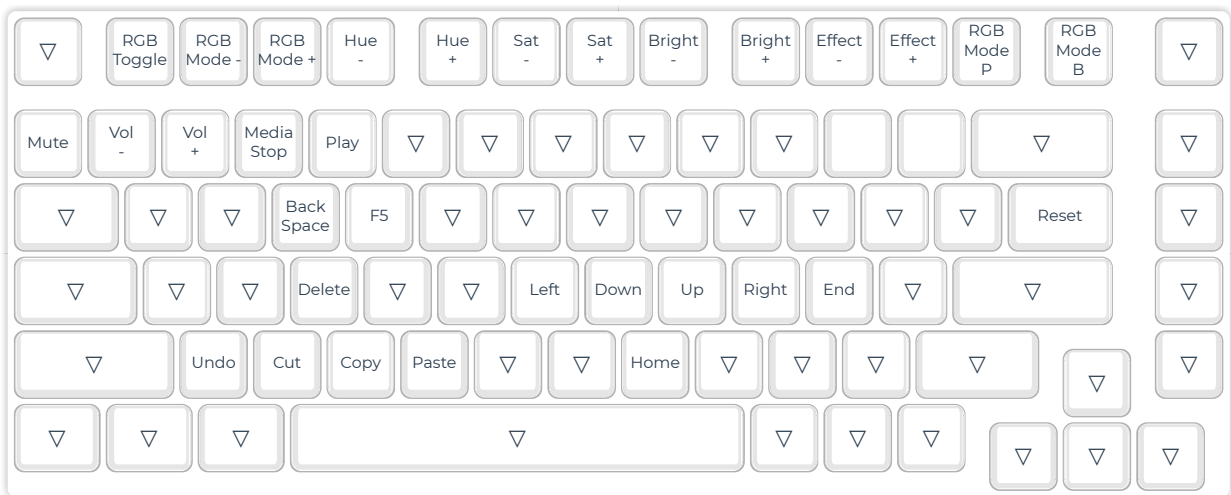 ▽ RGB Toggle RGB Mode - RGB Mode + Hue - Hue + Sat - Sat + Bright - Bright + Effect - Effect + RGB Mode P RGB Mode B ▽
Mute Vol - Vol + Media Stop Play ▽ ▽ ▽ ▽ ▽ ▽ ▽ ▽
▽ ▽ ▽ Back Space F5 ▽ ▽ ▽ ▽ ▽ ▽ ▽ ▽ Reset ▽
▽ ▽ ▽ Delete ▽ ▽ Left Down Up Right End ▽ ▽ ▽
▽ Undo Cut Copy Paste ▽ ▽ Home ▽ ▽ ▽ ▽ ▽ ▽
▽ ▽ ▽ ▽ ▽ ▽ ▽ ▽ ▽ ▽